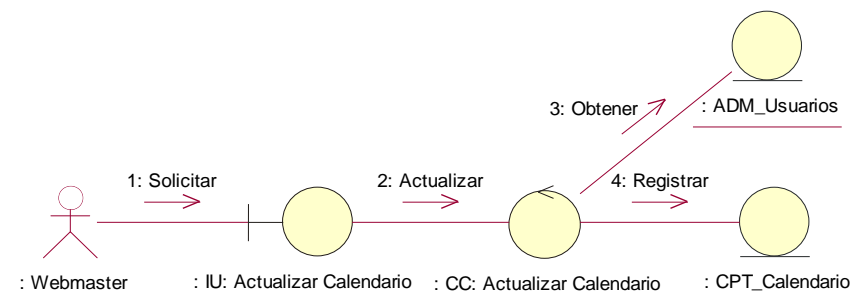 3: Obtener
: ADM_Usuarios
1: Solicitar
2: Actualizar
4: Registrar
: Webmaster
: IU: Actualizar Calendario
: CC: Actualizar Calendario
: CPT_Calendario